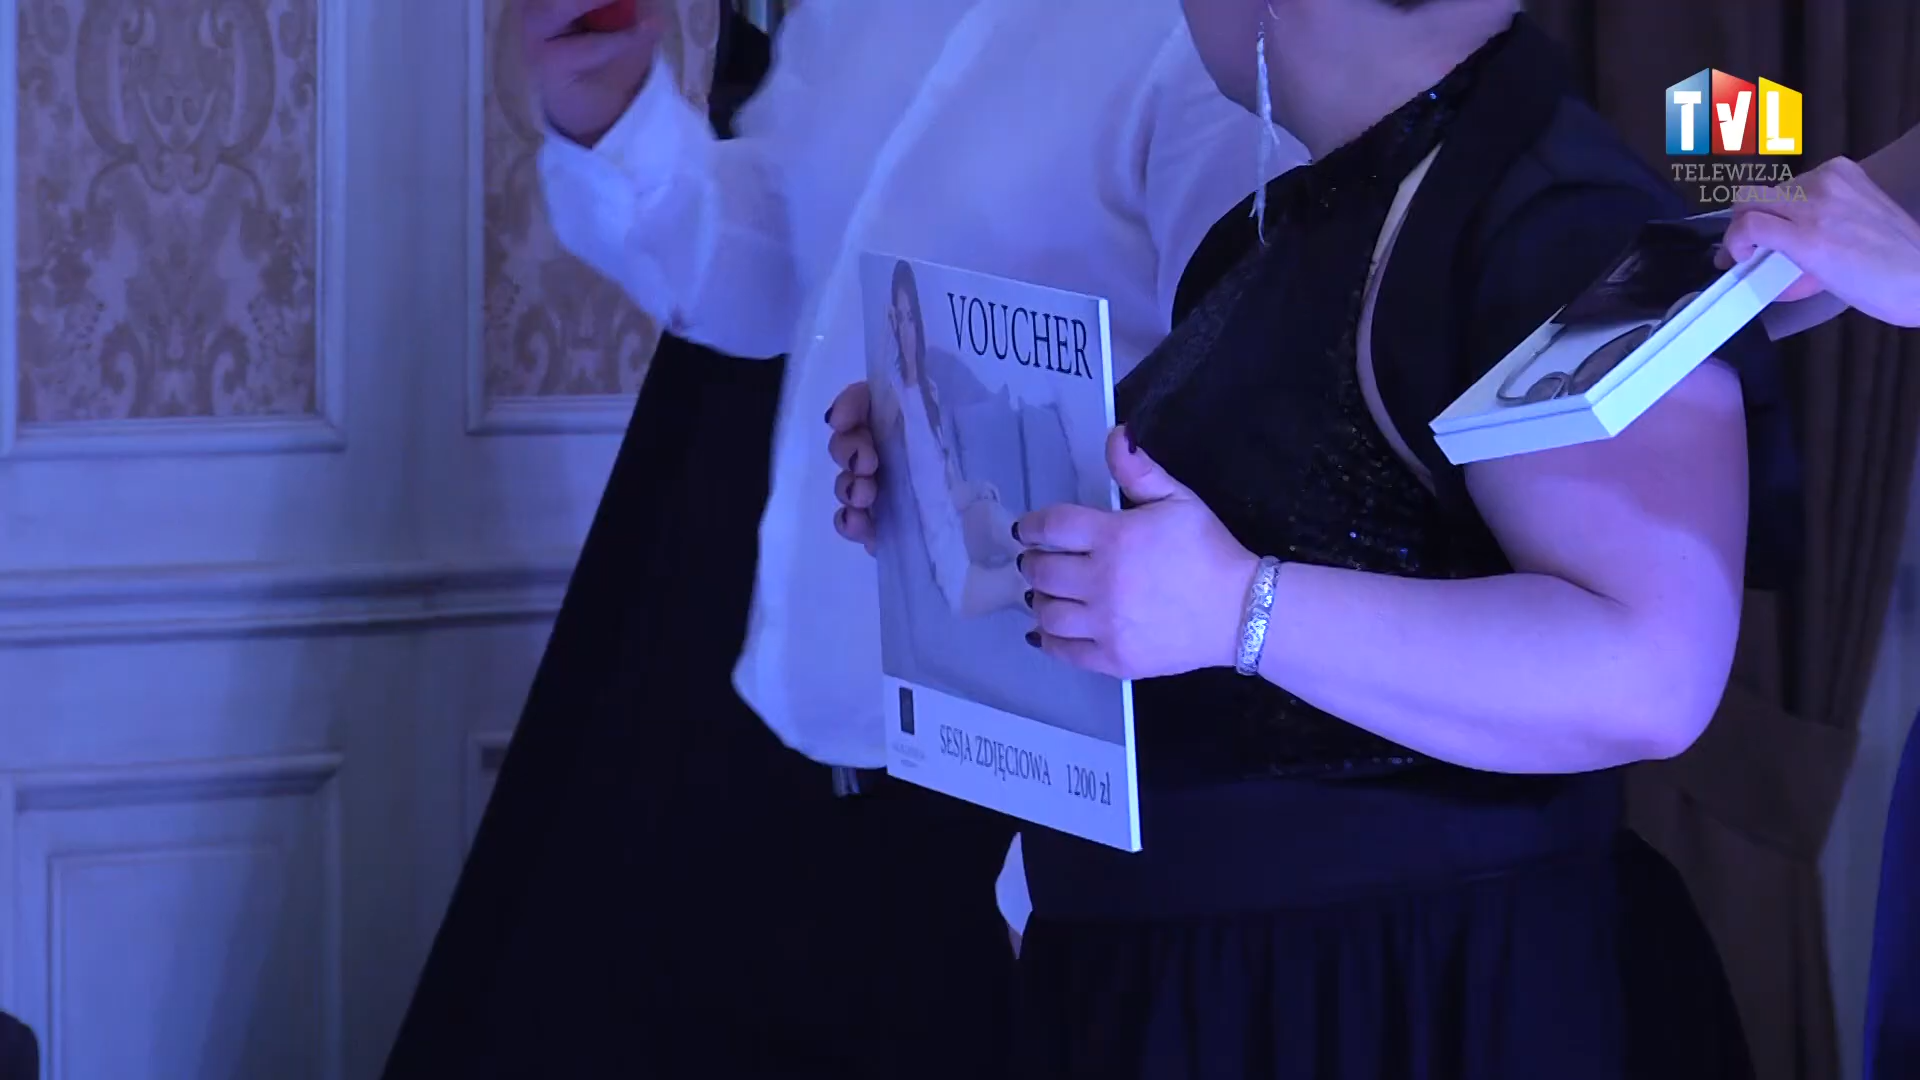 TVL
TELEWIZJA
LOKALNA
VOUCHER
SESJA ZDJĘCIOWA 1200 zł